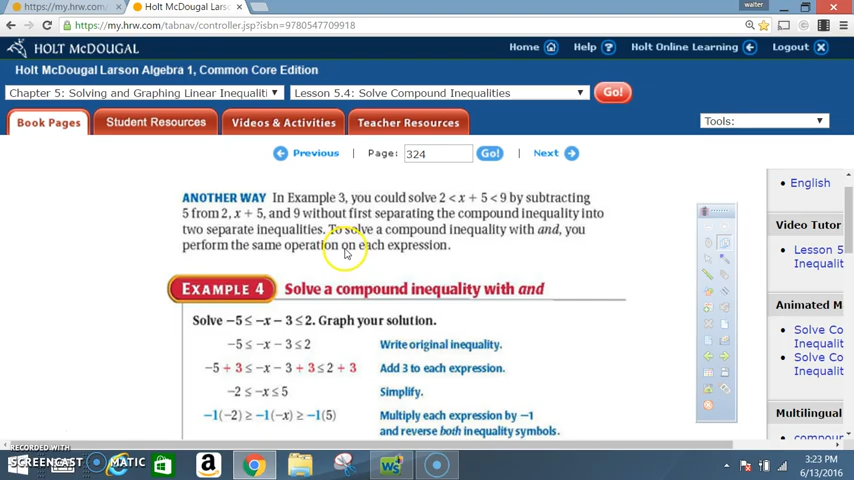 https://my.hrw.com/tabnav/
Holt McDougal Larsc
walter
https://my.hrw.com/tabnav/controller.jsp?isbn=9780547709918
HOLT McDOUGAL
Home
Help
Holt Online Learning
Logout
Holt McDougal Larson Algebra 1, Common Core Edition
Chapter 5: Solving and Graphing Linear Inequaliti
Lesson 5.4: Solve Compound Inequalities
Go!
Book Pages
Student Resources
Videos & Activities
Teacher Resources
Tools:
Previous | Page: 324 Go! | Next
ANOTHER WAY In Example 3, you could solve 2 < x + 5 < 9 by subtracting
5 from 2, x + 5, and 9 without first separating the compound inequality into
two separate inequalities. To solve a compound inequality with and, you
perform the same operation on each expression.
EXAMPLE 4 Solve a compound inequality with and
Solve −5 ≤ −x − 3 ≤ 2. Graph your solution.
−5 ≤ −x − 3 ≤ 2 Write original inequality.
−5 + 3 ≤ −x − 3 + 3 ≤ 2 + 3 Add 3 to each expression.
−2 ≤ −x ≤ 5 Simplify.
−1(−2) ≥ −1(−x) ≥ −1(5) Multiply each expression by −1
and reverse both inequality symbols.
English
Video Tutor
Lesson 5
Inequalit
Animated M
Solve Co
Inequalit
Solve Co
Inequalit
Multilingual
compour
RECORDED WITH
SCREENCAST MATIC
3:23 PM
6/13/2016